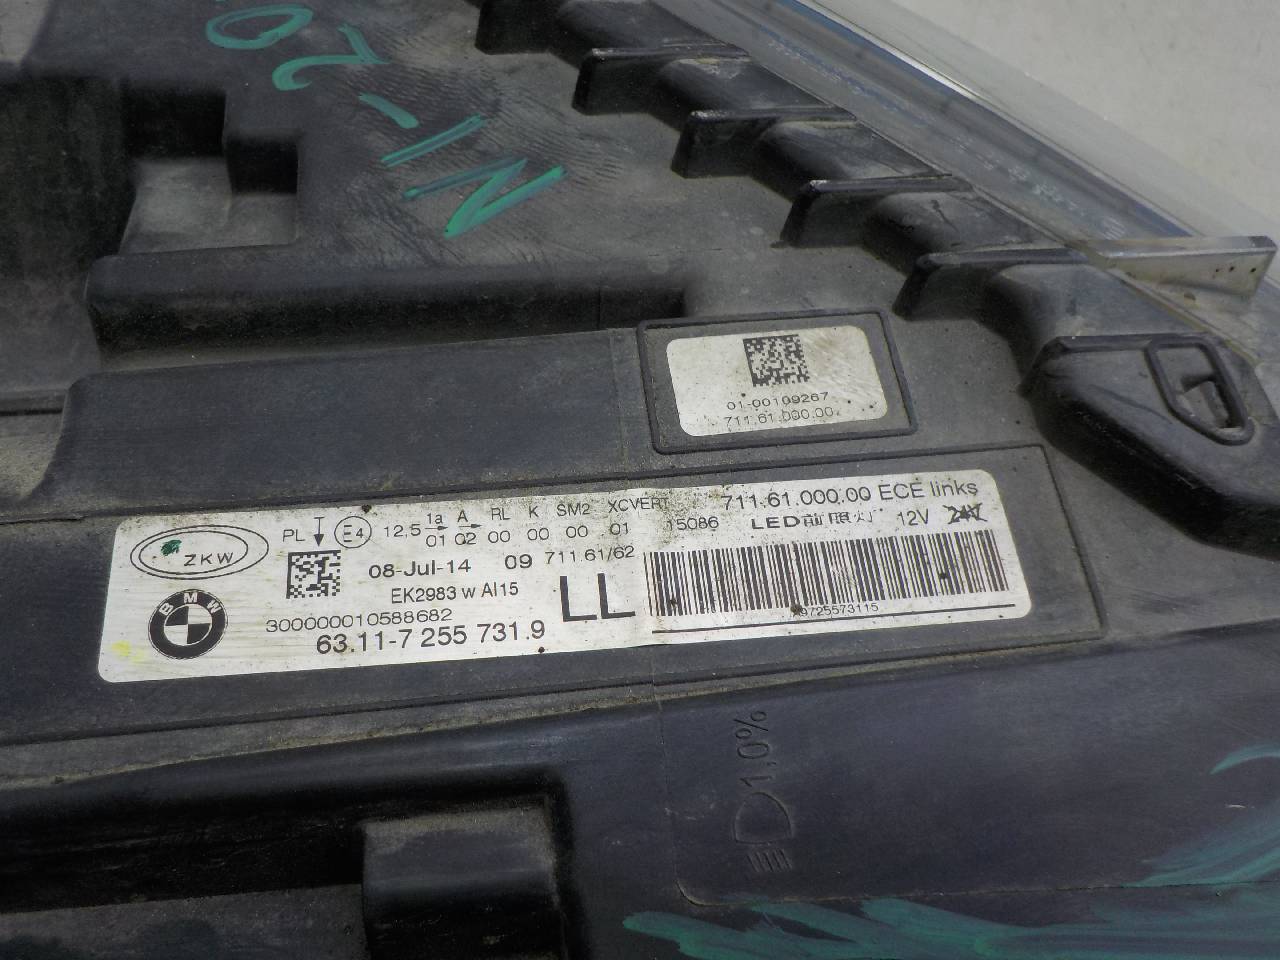 N1-20
01-00109267
711.61.000.00
ZKW
PL E4 12,5 1a A RL K SM2 XCVERT 711.61.000.00 ECE links
01 02 00 00 00 01 15086 LED前照灯 12V 24V
08-Jul-14 09 711.61/62
EK2983 w AI15 LL
300000010588682
BMW 63.11-7 255 731.9
A9725573115
1,0%